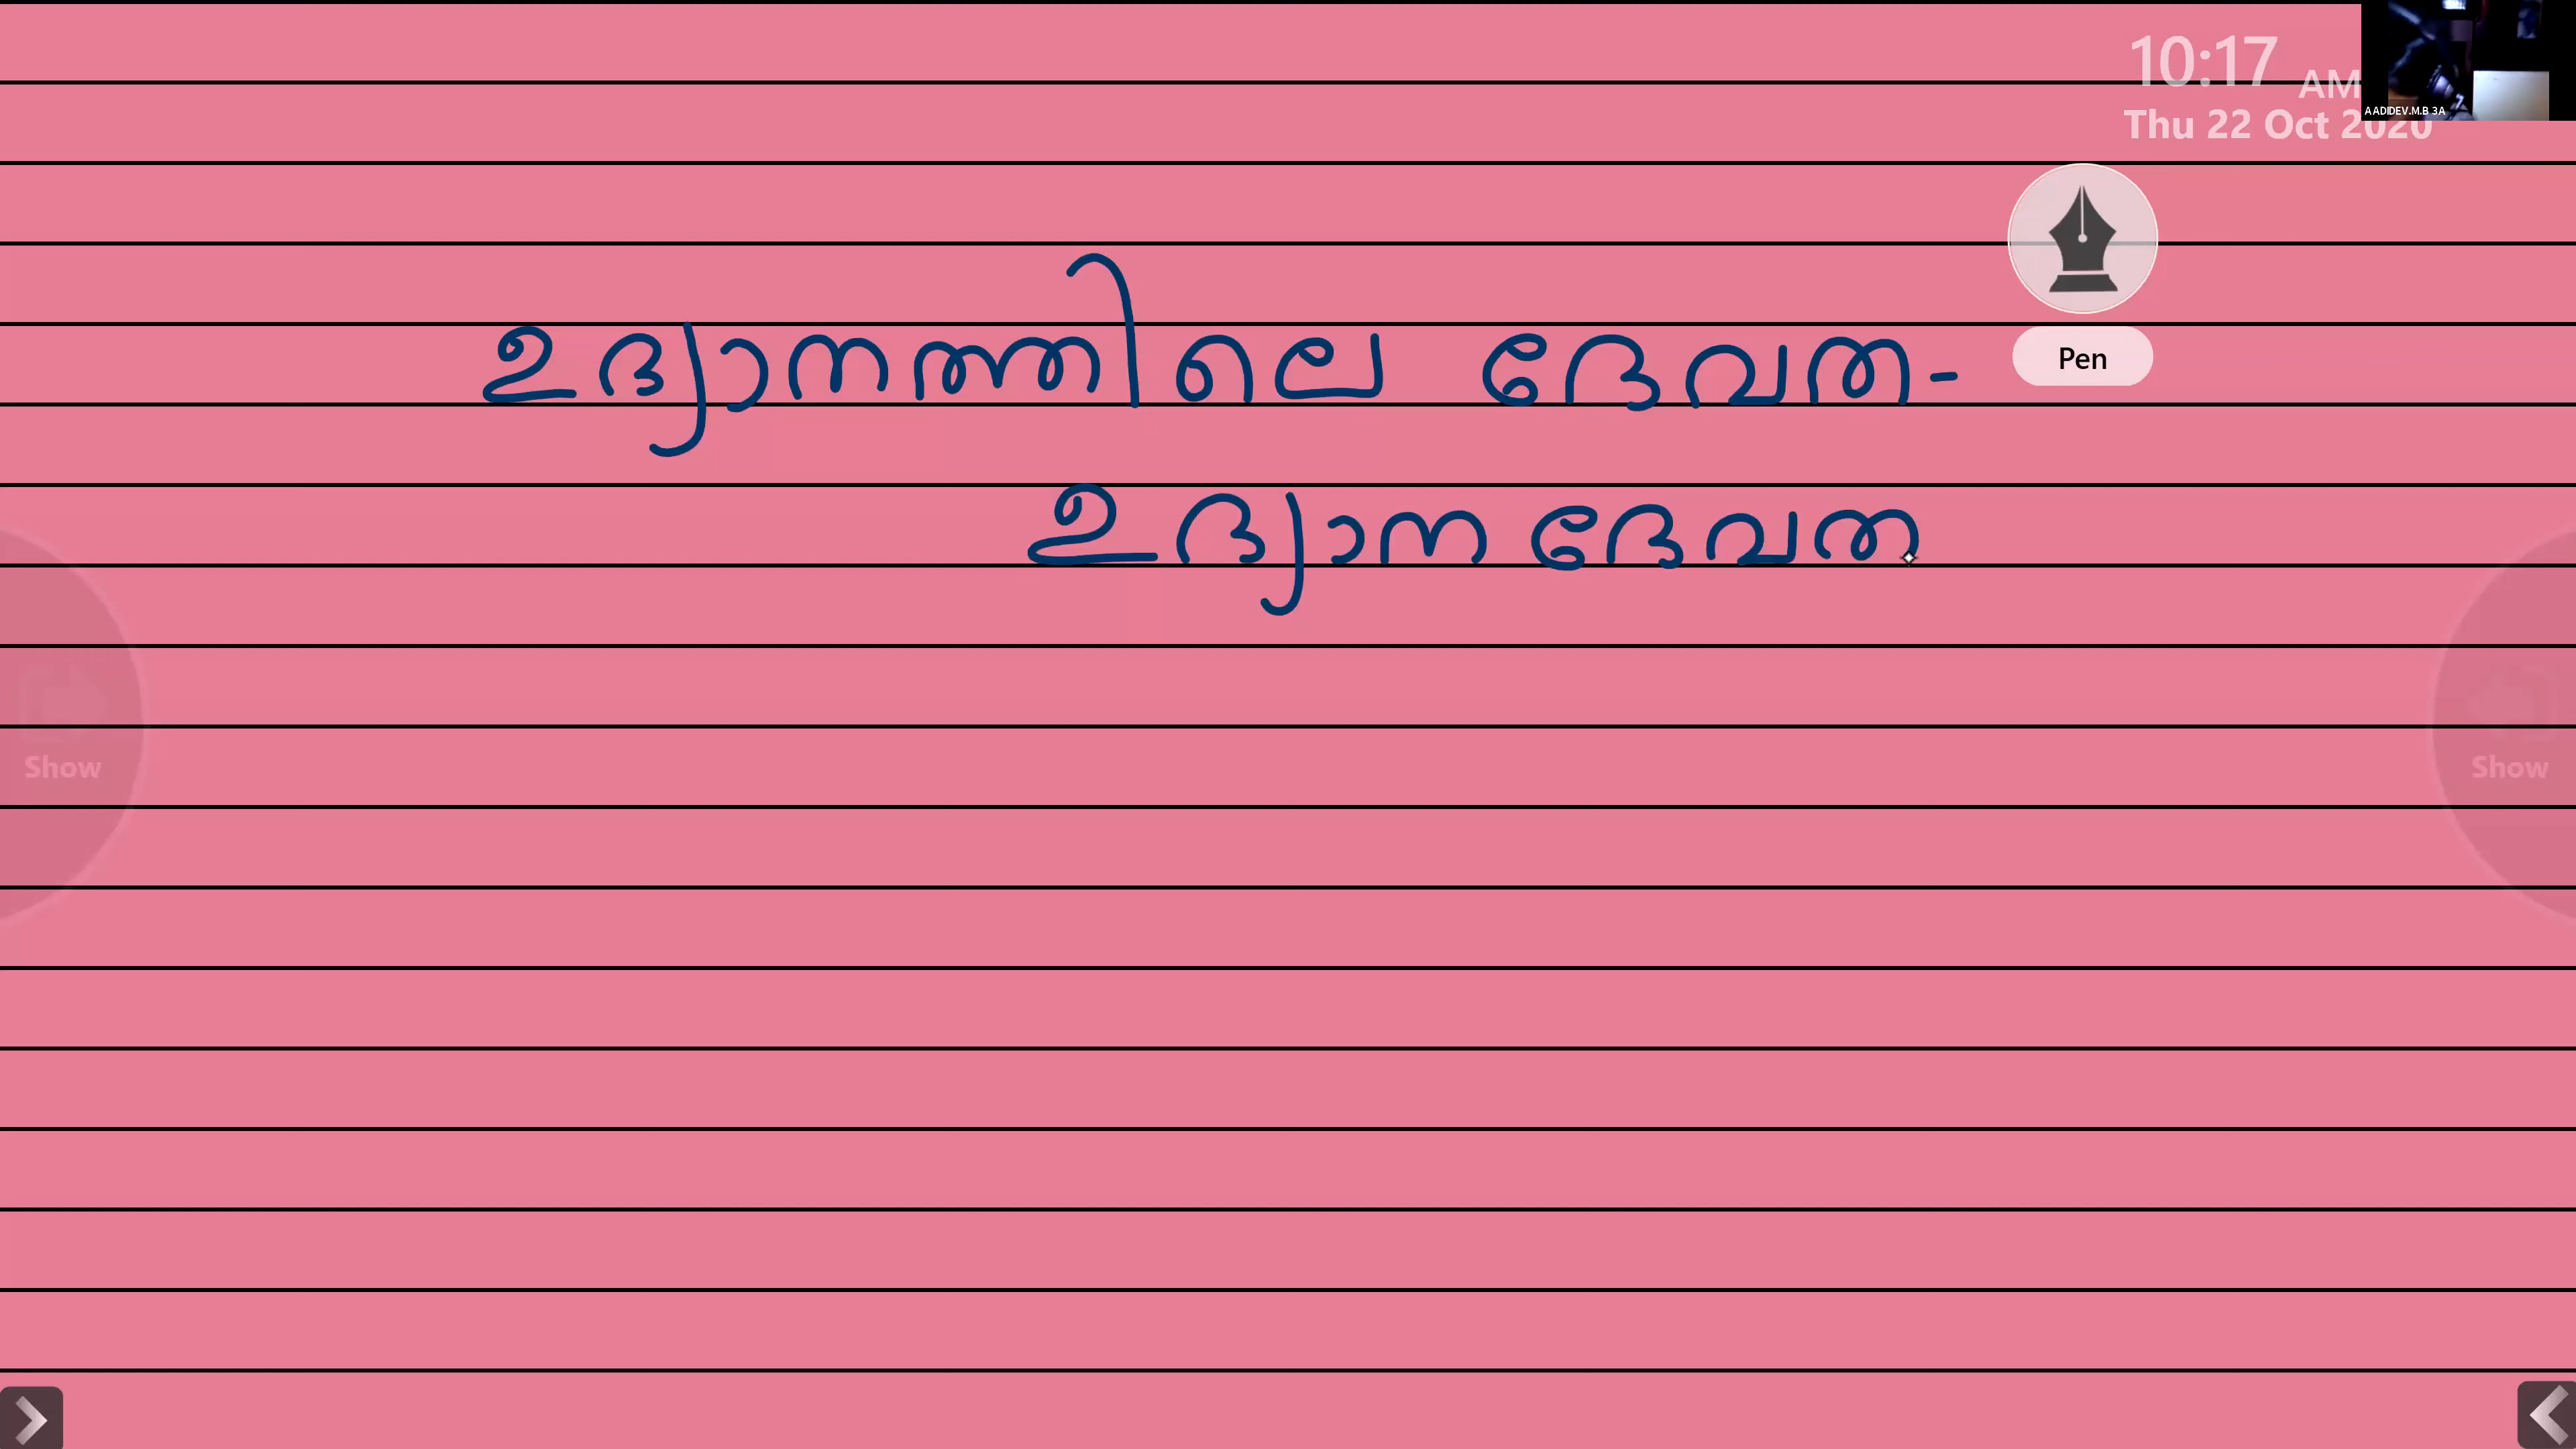 10:17 AM
AADIDEV.M.B 3A
Thu 22 Oct 2020
ഉദ്യാനത്തിലെ ദേവത-
Pen
ഉദ്യാന ദേവത
Show
Show